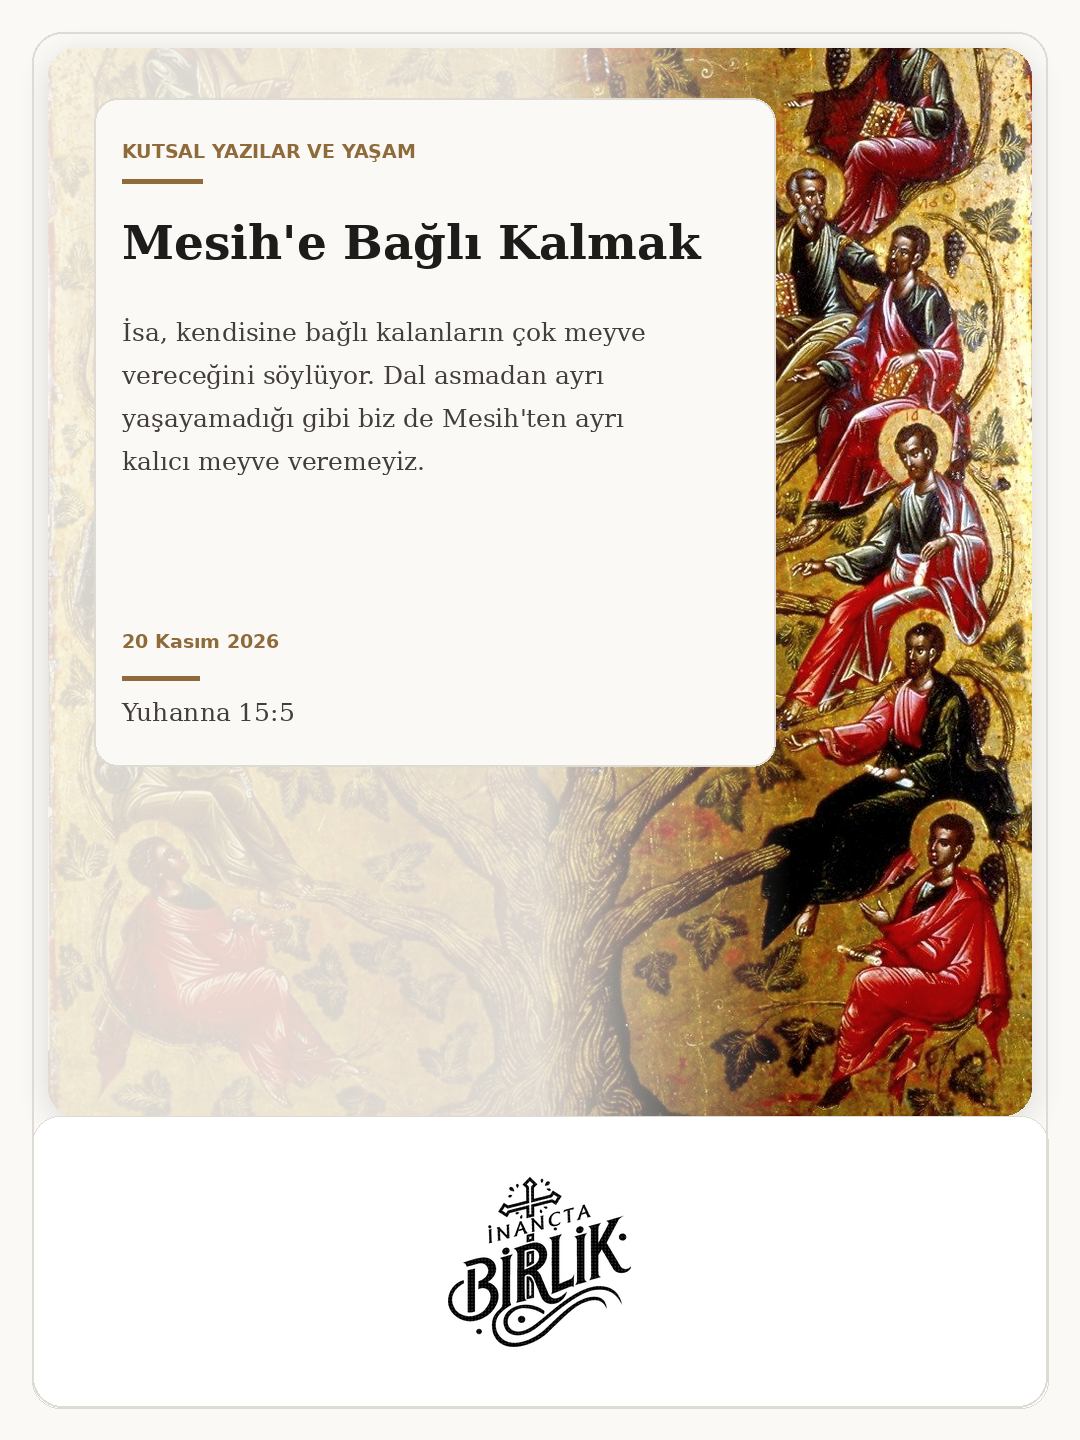 KUTSAL YAZILAR VE YAŞAM
Mesih'e Bağlı Kalmak
İsa, kendisine bağlı kalanların çok meyve
vereceğini söylüyor. Dal asmadan ayrı
yaşayamadığı gibi biz de Mesih'ten ayrı
kalıcı meyve veremeyiz.
20 Kasım 2026
Yuhanna 15:5
İNANÇTA
BİRLİK